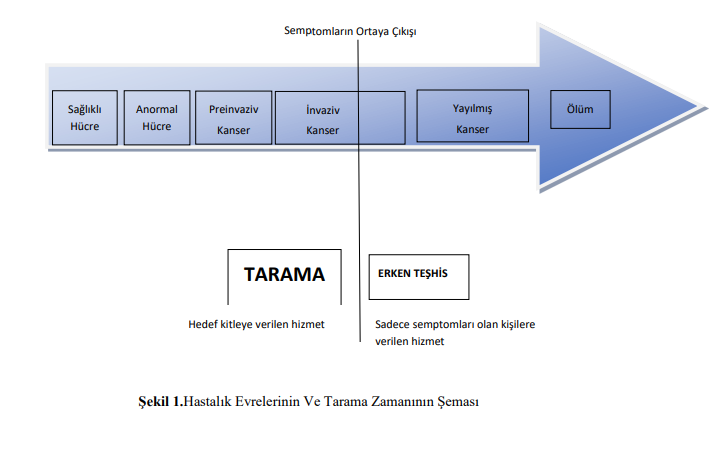 Semptomların Ortaya Çıkışı
Sağlıklı
Hücre
Anormal
Hücre
Preinvaziv
Kanser
İnvaziv
Kanser
Yayılmış
Kanser
Ölüm
TARAMA
ERKEN TEŞHİS
Hedef kitleye verilen hizmet
Sadece semptomları olan kişilere
verilen hizmet
Şekil 1.Hastalık Evrelerinin Ve Tarama Zamanının Şeması